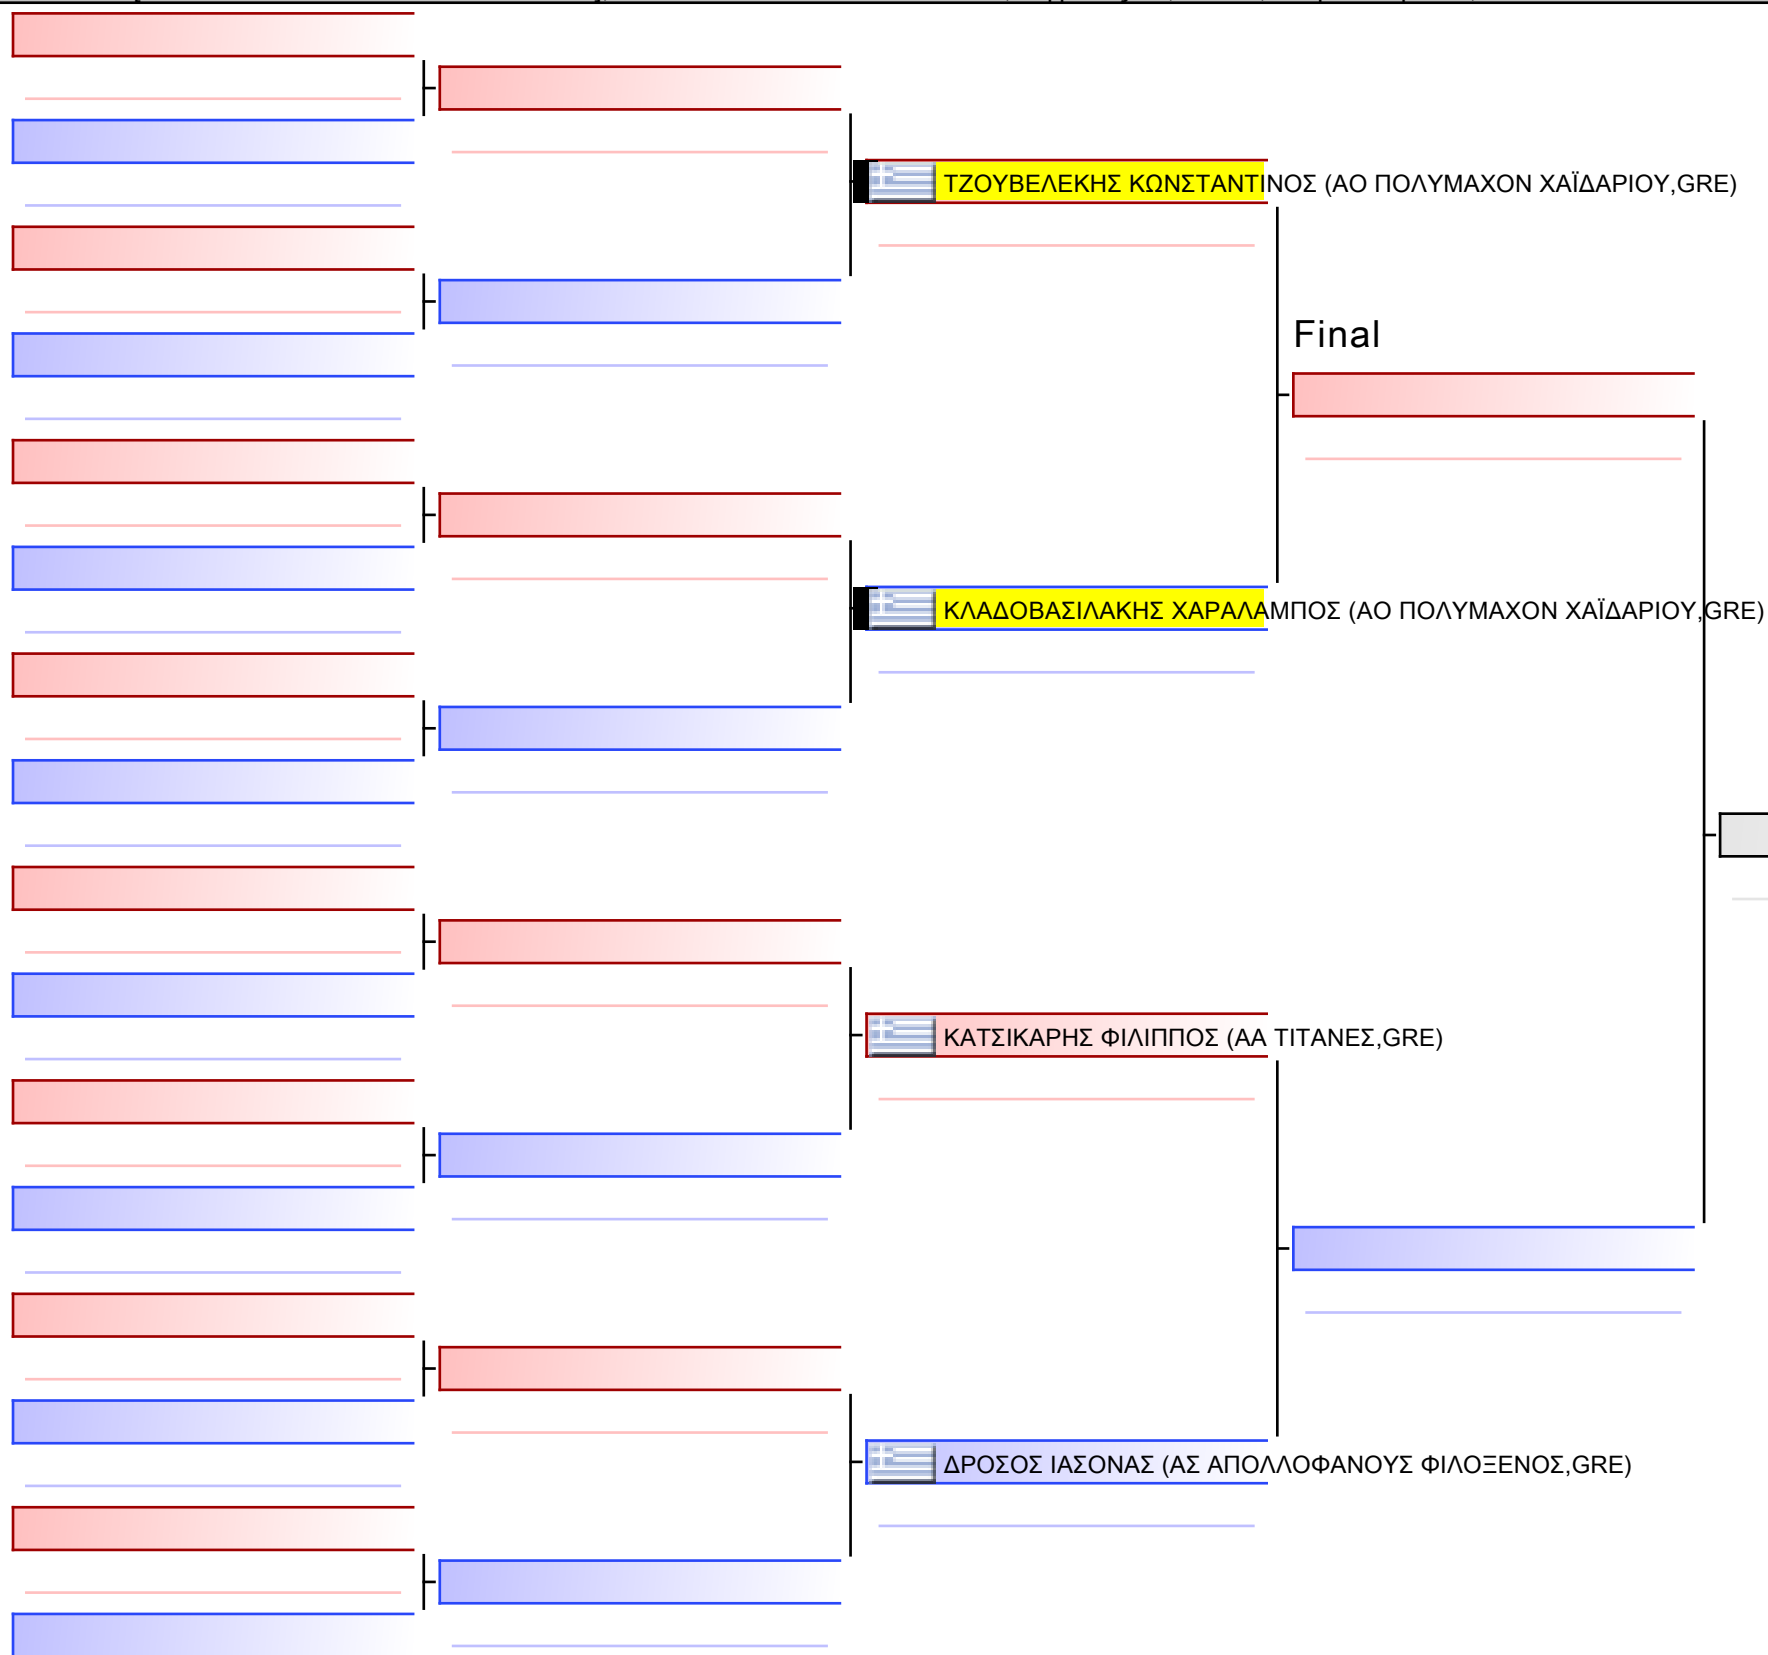 ΤΖΟΥΒΕΛΕΚΗΣ ΚΩΝΣΤΑΝΤΙΝΟΣ (ΑΟ ΠΟΛΥΜΑΧΟΝ ΧΑΪΔΑΡΙΟΥ,GRE)
Final
ΚΛΑΔΟΒΑΣΙΛΑΚΗΣ ΧΑΡΑΛΑΜΠΟΣ (ΑΟ ΠΟΛΥΜΑΧΟΝ ΧΑΪΔΑΡΙΟΥ,GRE)
ΚΑΤΣΙΚΑΡΗΣ ΦΙΛΙΠΠΟΣ (ΑΑ ΤΙΤΑΝΕΣ,GRE)
ΔΡΟΣΟΣ ΙΑΣΟΝΑΣ (ΑΣ ΑΠΟΛΛΟΦΑΝΟΥΣ ΦΙΛΟΞΕΝΟΣ,GRE)